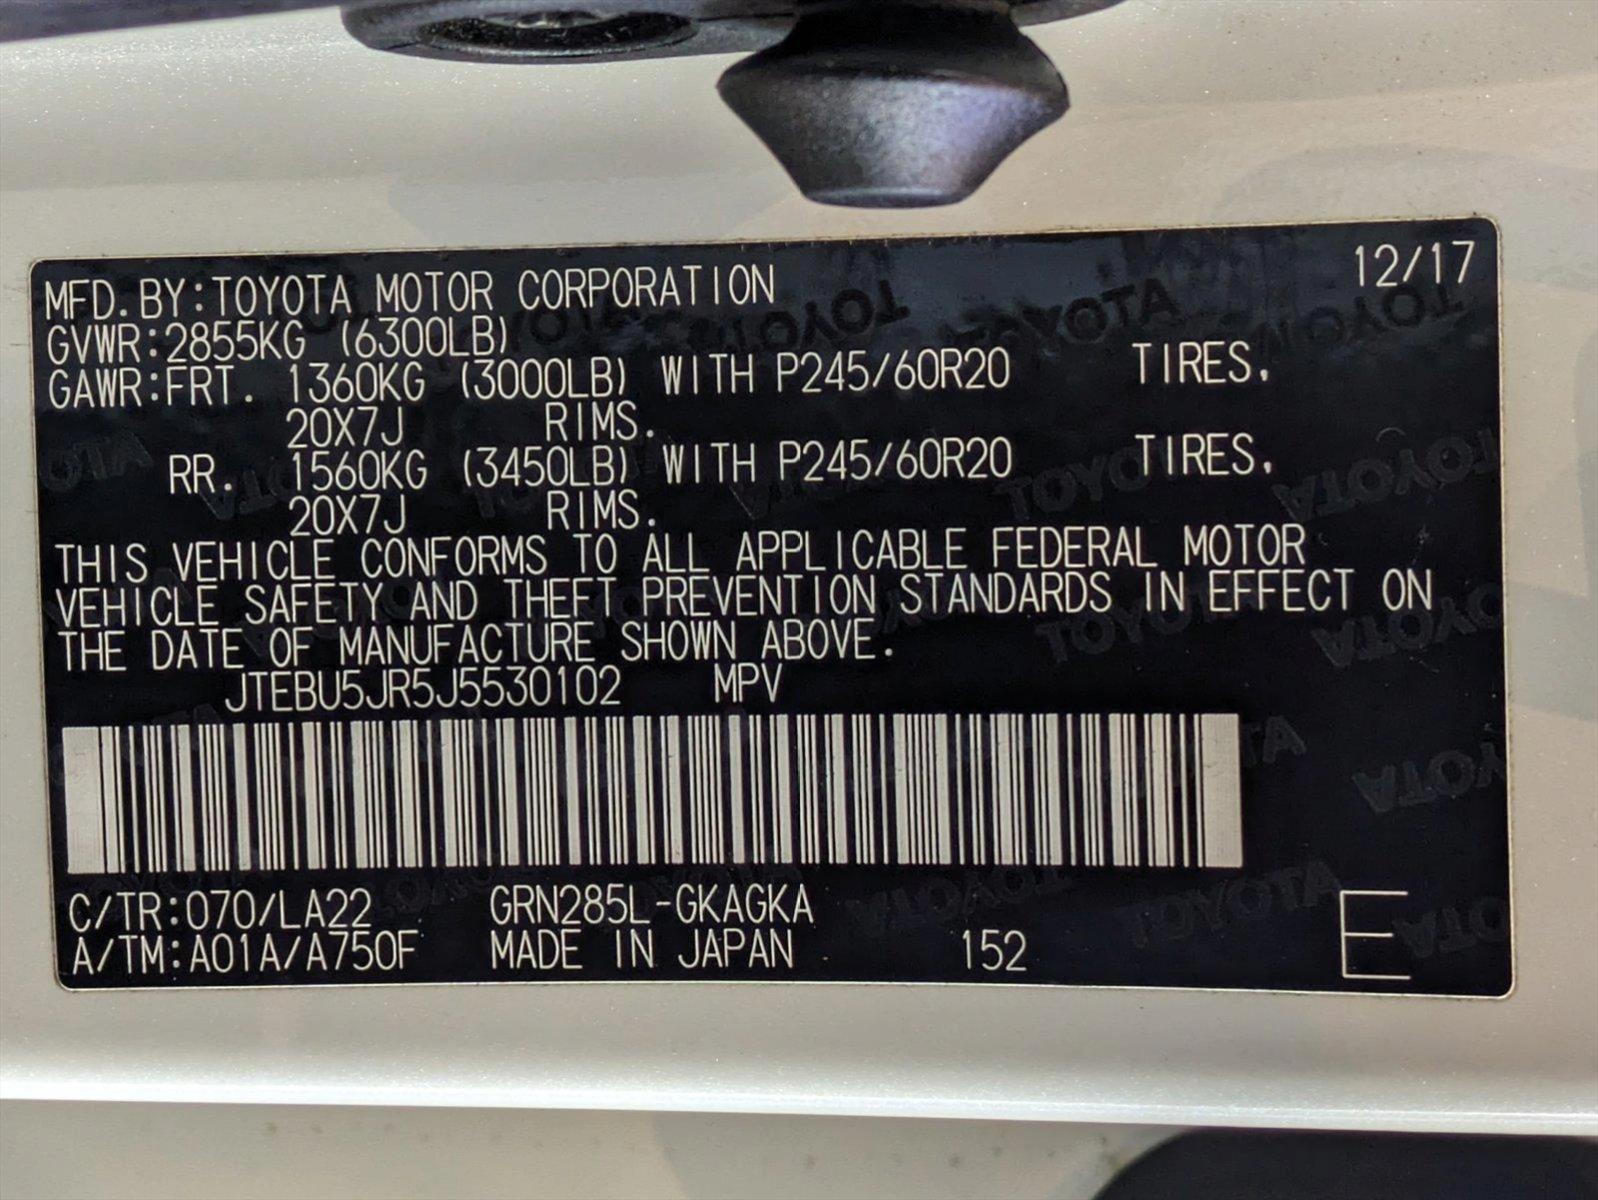 12/17
MFD.BY:TOYOTA MOTOR CORPORATION
GVWR:2855KG (6300LB)
GAWR:FRT. 1360KG (3000LB) WITH P245/60R20 TIRES,
20X7J RIMS.
RR. 1560KG (3450LB) WITH P245/60R20 TIRES,
20X7J RIMS.
THIS VEHICLE CONFORMS TO ALL APPLICABLE FEDERAL MOTOR
VEHICLE SAFETY AND THEFT PREVENTION STANDARDS IN EFFECT ON
THE DATE OF MANUFACTURE SHOWN ABOVE.
JTEBU5JR5J5530102 MPV
C/TR:070/LA22 GRN285L-GKAGKA
A/TM:A01A/A750F MADE IN JAPAN 152 E